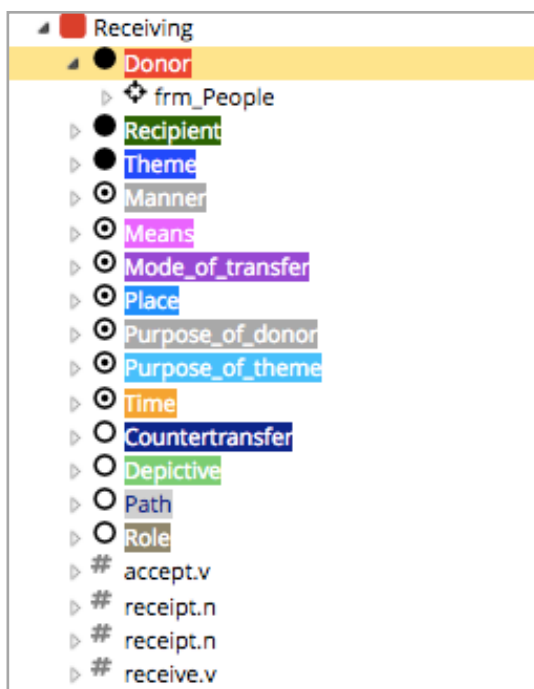 Receiving
Donor
frm_People
Recipient
Theme
Manner
Means
Mode_of_transfer
Place
Purpose_of_donor
Purpose_of_theme
Time
Countertransfer
Depictive
Path
Role
# accept.v
# receipt.n
# receipt.n
# receive.v